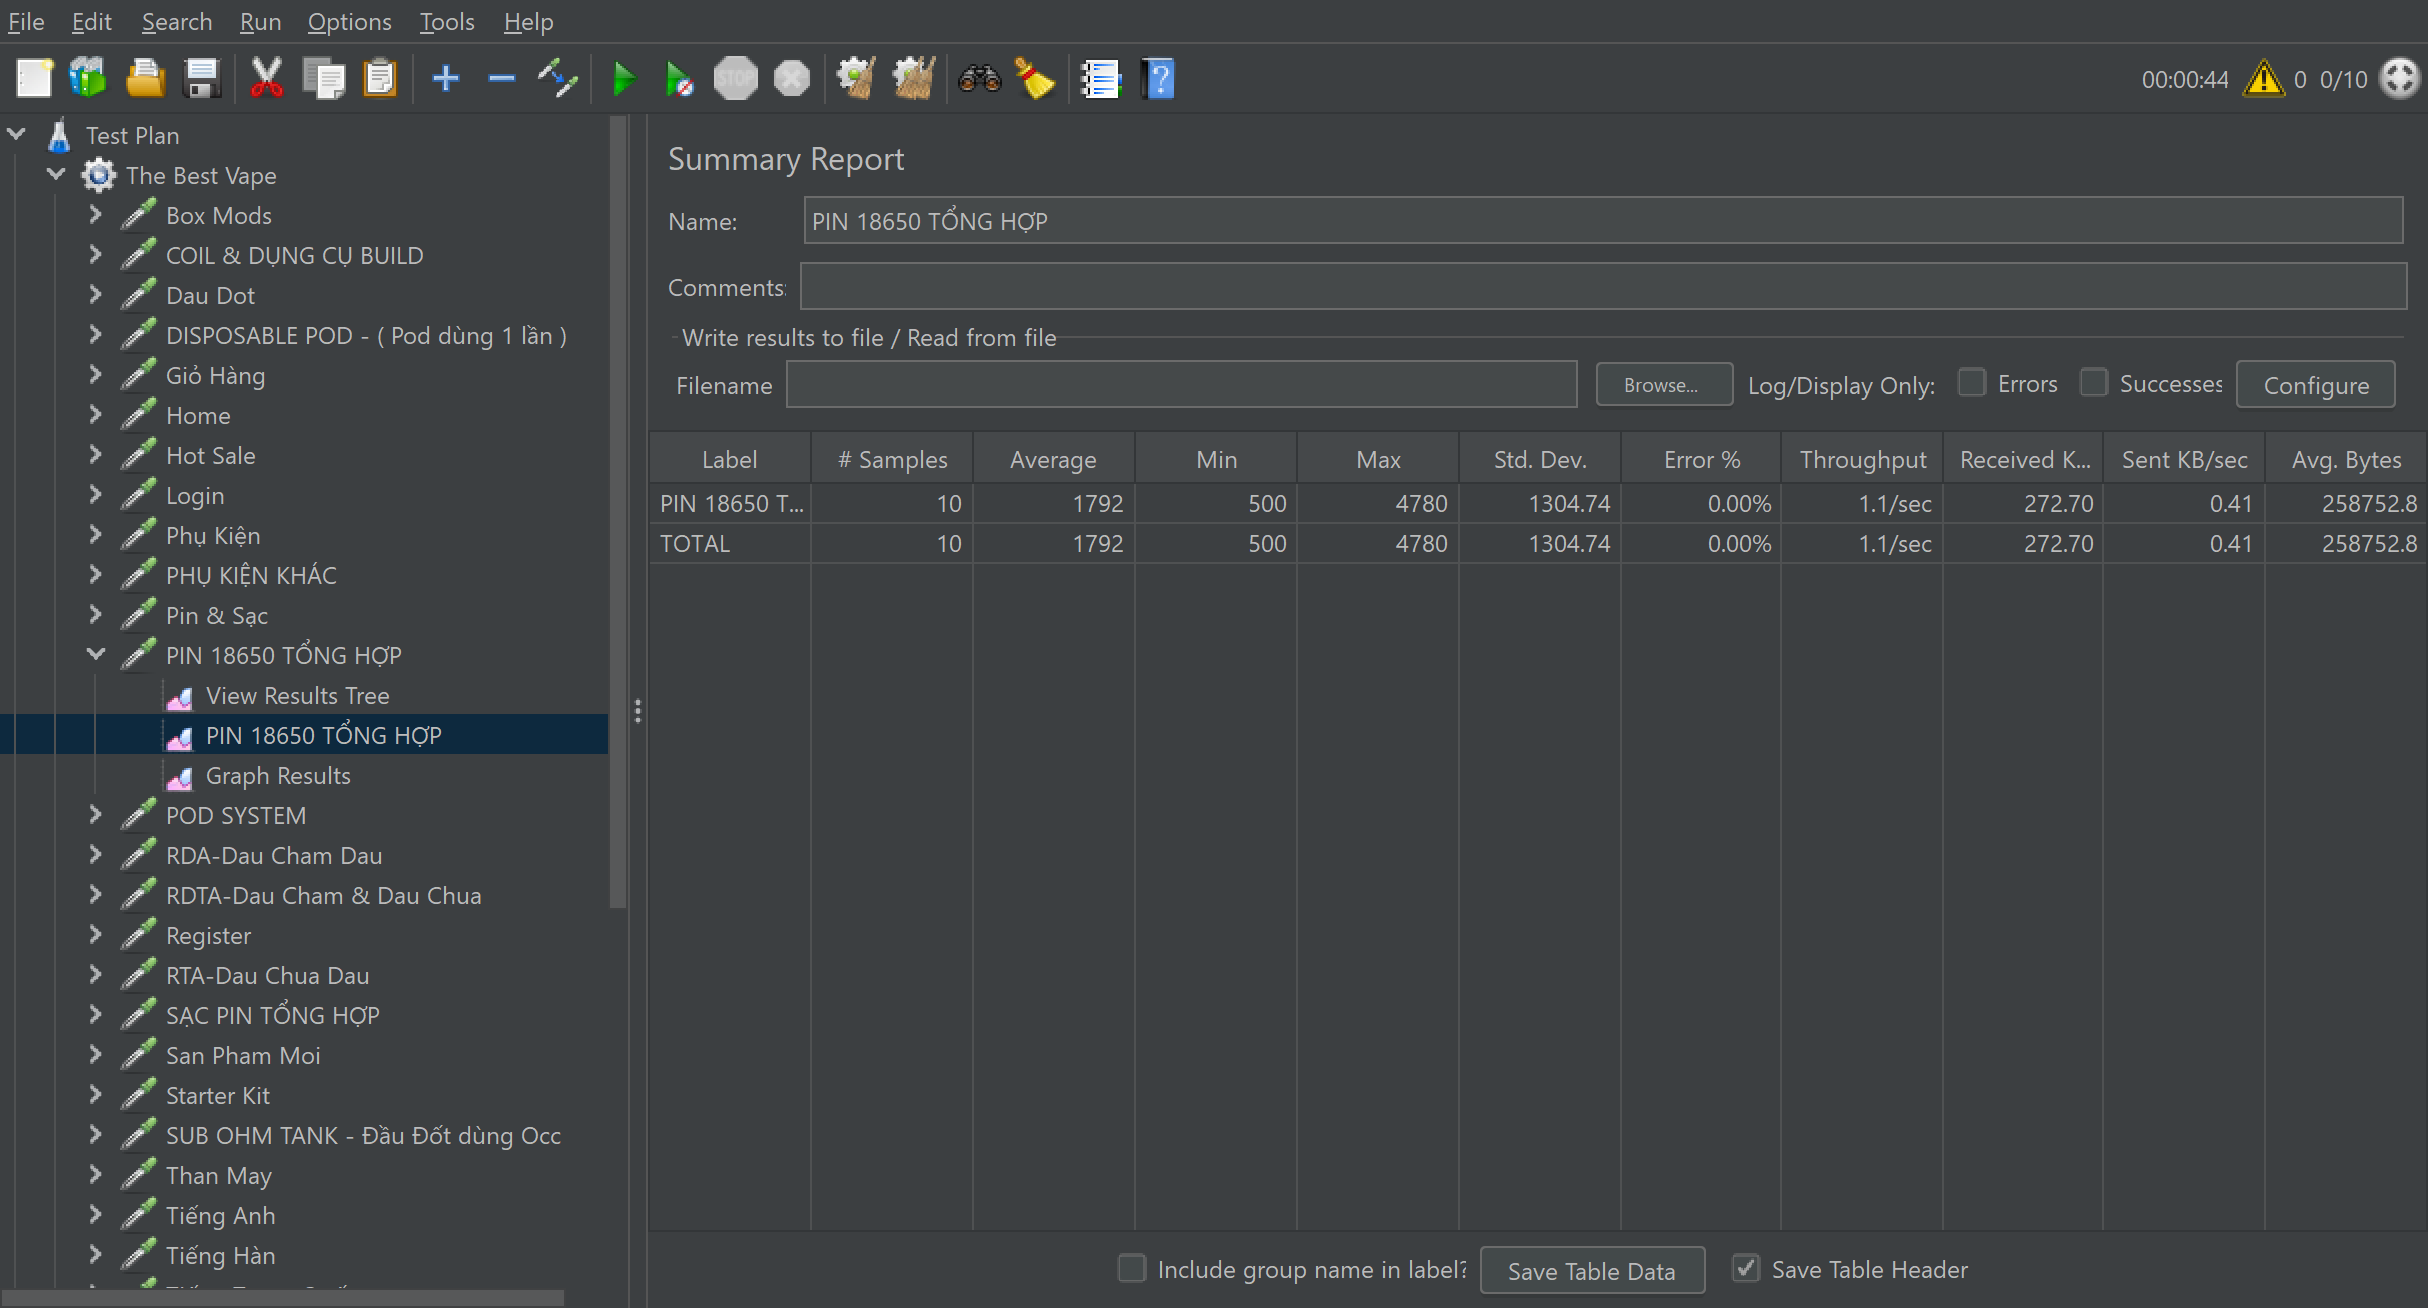 File Edit Search Run Options Tools Help
STOP
00:00:44 0 0/10
Test Plan
The Best Vape
Box Mods
COIL & DỤNG CỤ BUILD
Dau Dot
DISPOSABLE POD - ( Pod dùng 1 lần )
Giỏ Hàng
Home
Hot Sale
Login
Phụ Kiện
PHỤ KIỆN KHÁC
Pin & Sạc
PIN 18650 TỔNG HỢP
View Results Tree
PIN 18650 TỔNG HỢP
Graph Results
POD SYSTEM
RDA-Dau Cham Dau
RDTA-Dau Cham & Dau Chua
Register
RTA-Dau Chua Dau
SẠC PIN TỔNG HỢP
San Pham Moi
Starter Kit
SUB OHM TANK - Đầu Đốt dùng Occ
Than May
Tiếng Anh
Tiếng Hàn
Summary Report
Name: PIN 18650 TỔNG HỢP
Comments:
Write results to file / Read from file
Filename Browse... Log/Display Only: Errors Successes Configure
Label # Samples Average Min Max Std. Dev. Error % Throughput Received K... Sent KB/sec Avg. Bytes
PIN 18650 T... 10 1792 500 4780 1304.74 0.00% 1.1/sec 272.70 0.41 258752.8
TOTAL 10 1792 500 4780 1304.74 0.00% 1.1/sec 272.70 0.41 258752.8
Include group name in label? Save Table Data Save Table Header